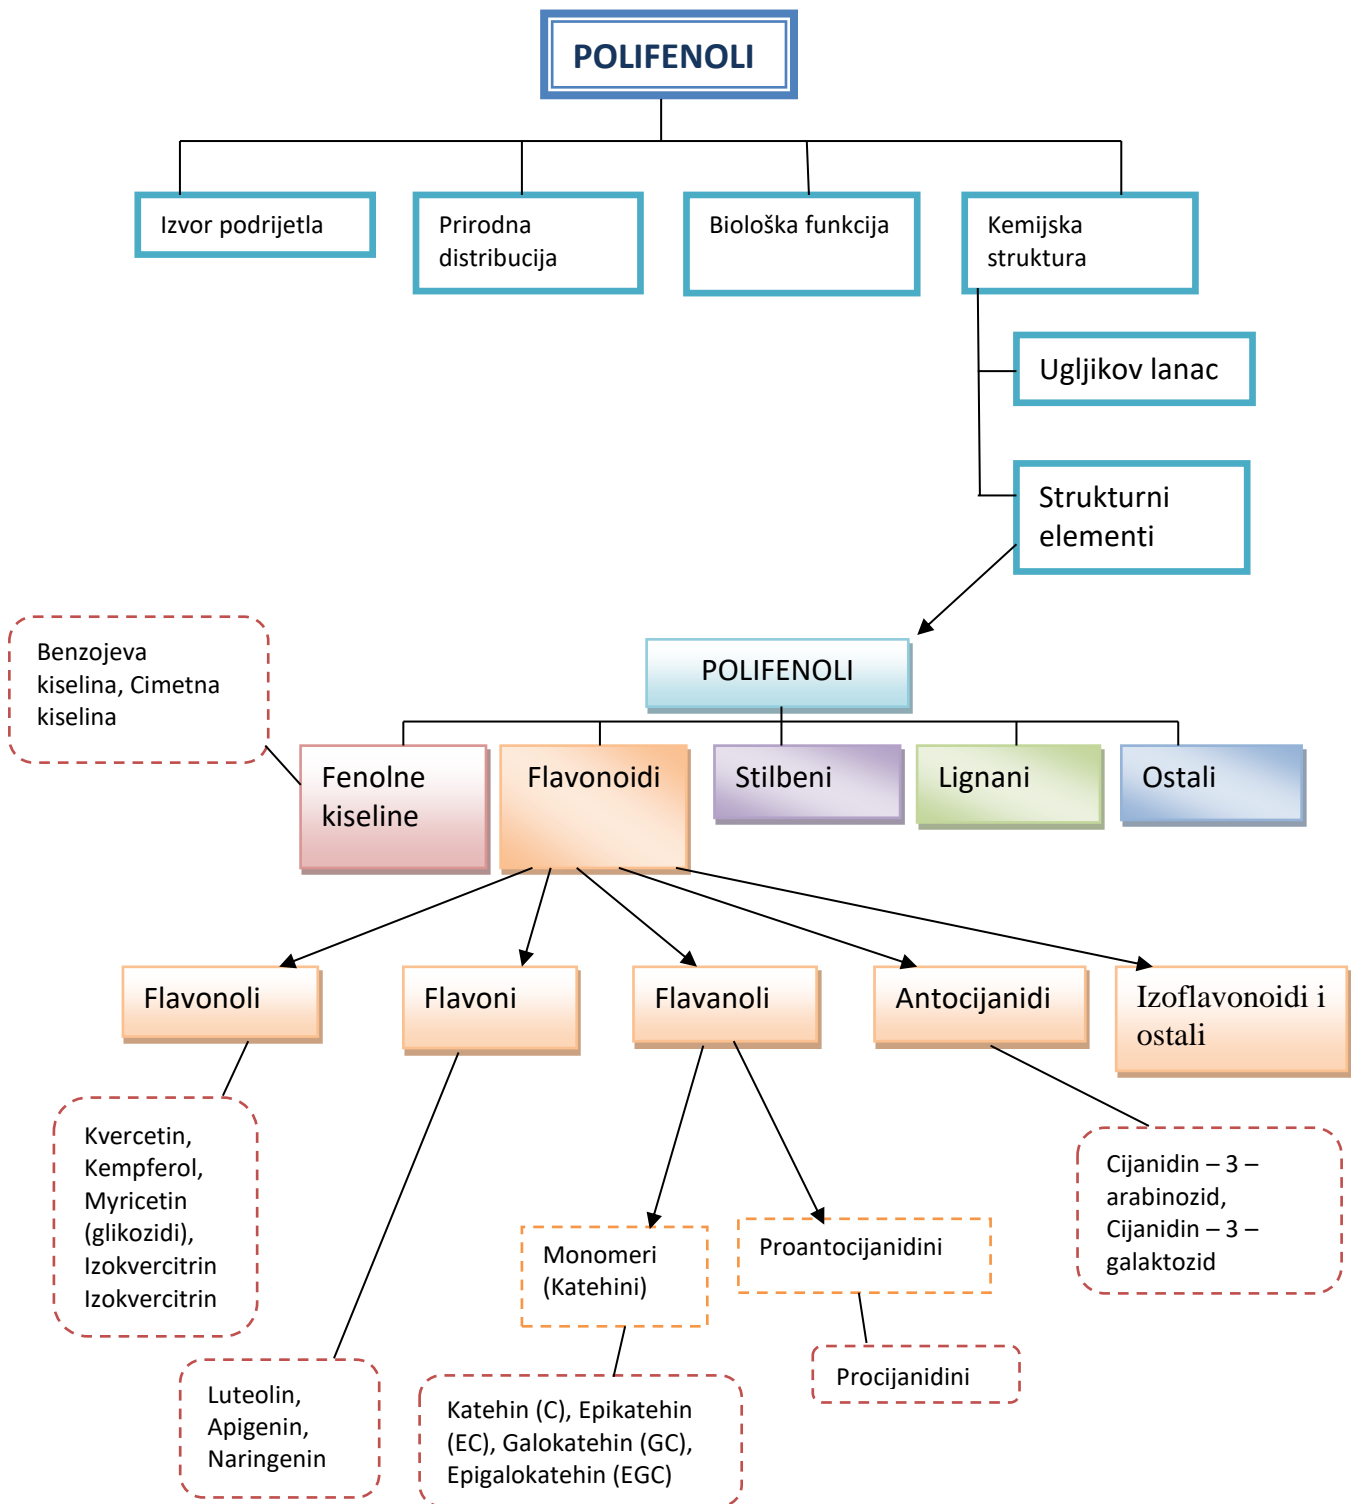 POLIFENOLI
Izvor podrijetla
Prirodna
distribucija
Biološka funkcija
Kemijska
struktura
Ugljikov lanac
Strukturni
elementi
Benzojeva
kiselina, Cimetna
kiselina
POLIFENOLI
Fenolne
kiseline
Flavonoidi
Stilbeni
Lignani
Ostali
Flavonoli
Flavoni
Flavanoli
Antocijanidi
Izoflavonoidi i
ostali
Kvercetin,
Kempferol,
Myricetin
(glikozidi),
Izokvercitrin
Izokvercitrin
Monomeri
(Katehini)
Proantocijanidini
Cijanidin – 3 –
arabinozid,
Cijanidin – 3 –
galaktozid
Procijanidini
Luteolin,
Apigenin,
Naringenin
Katehin (C), Epikatehin
(EC), Galokatehin (GC),
Epigalokatehin (EGC)